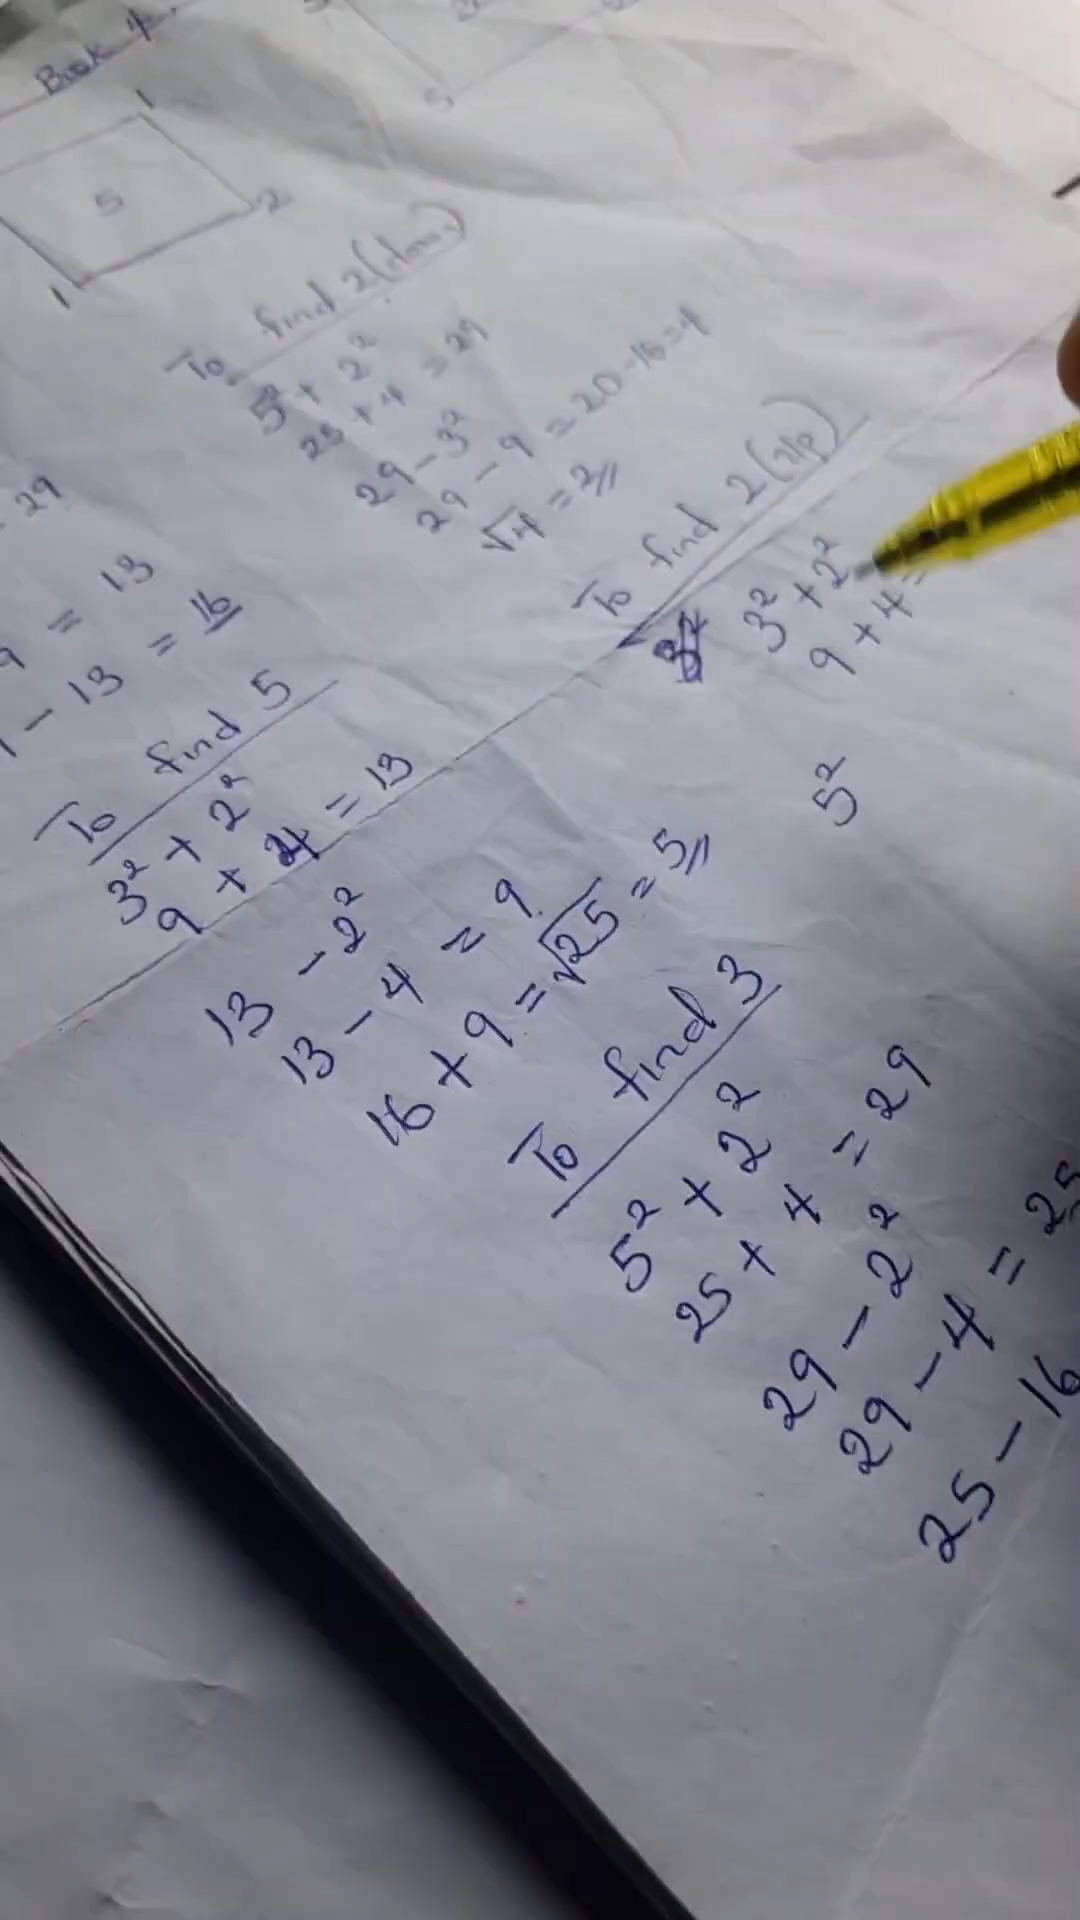 Book
1
5
2
1
5
To find 2 (down)
5² + 2²
25 + 4 = 29
29 - 3²
29 - 9 = 20 - 16 = 4
√4 = 2
To find 2 (up)
3² + 2²
9 + 4 =
5²
29
9 = 13
- 13 = 16
To find 5
3² + 2²
9 + 4 = 13
13 - 2²
13 - 4 = 9
16 + 9 = √25 = 5
To find 3
5² + 2²
25 + 4 = 29
29 - 2²
29 - 4 = 25
25 - 16